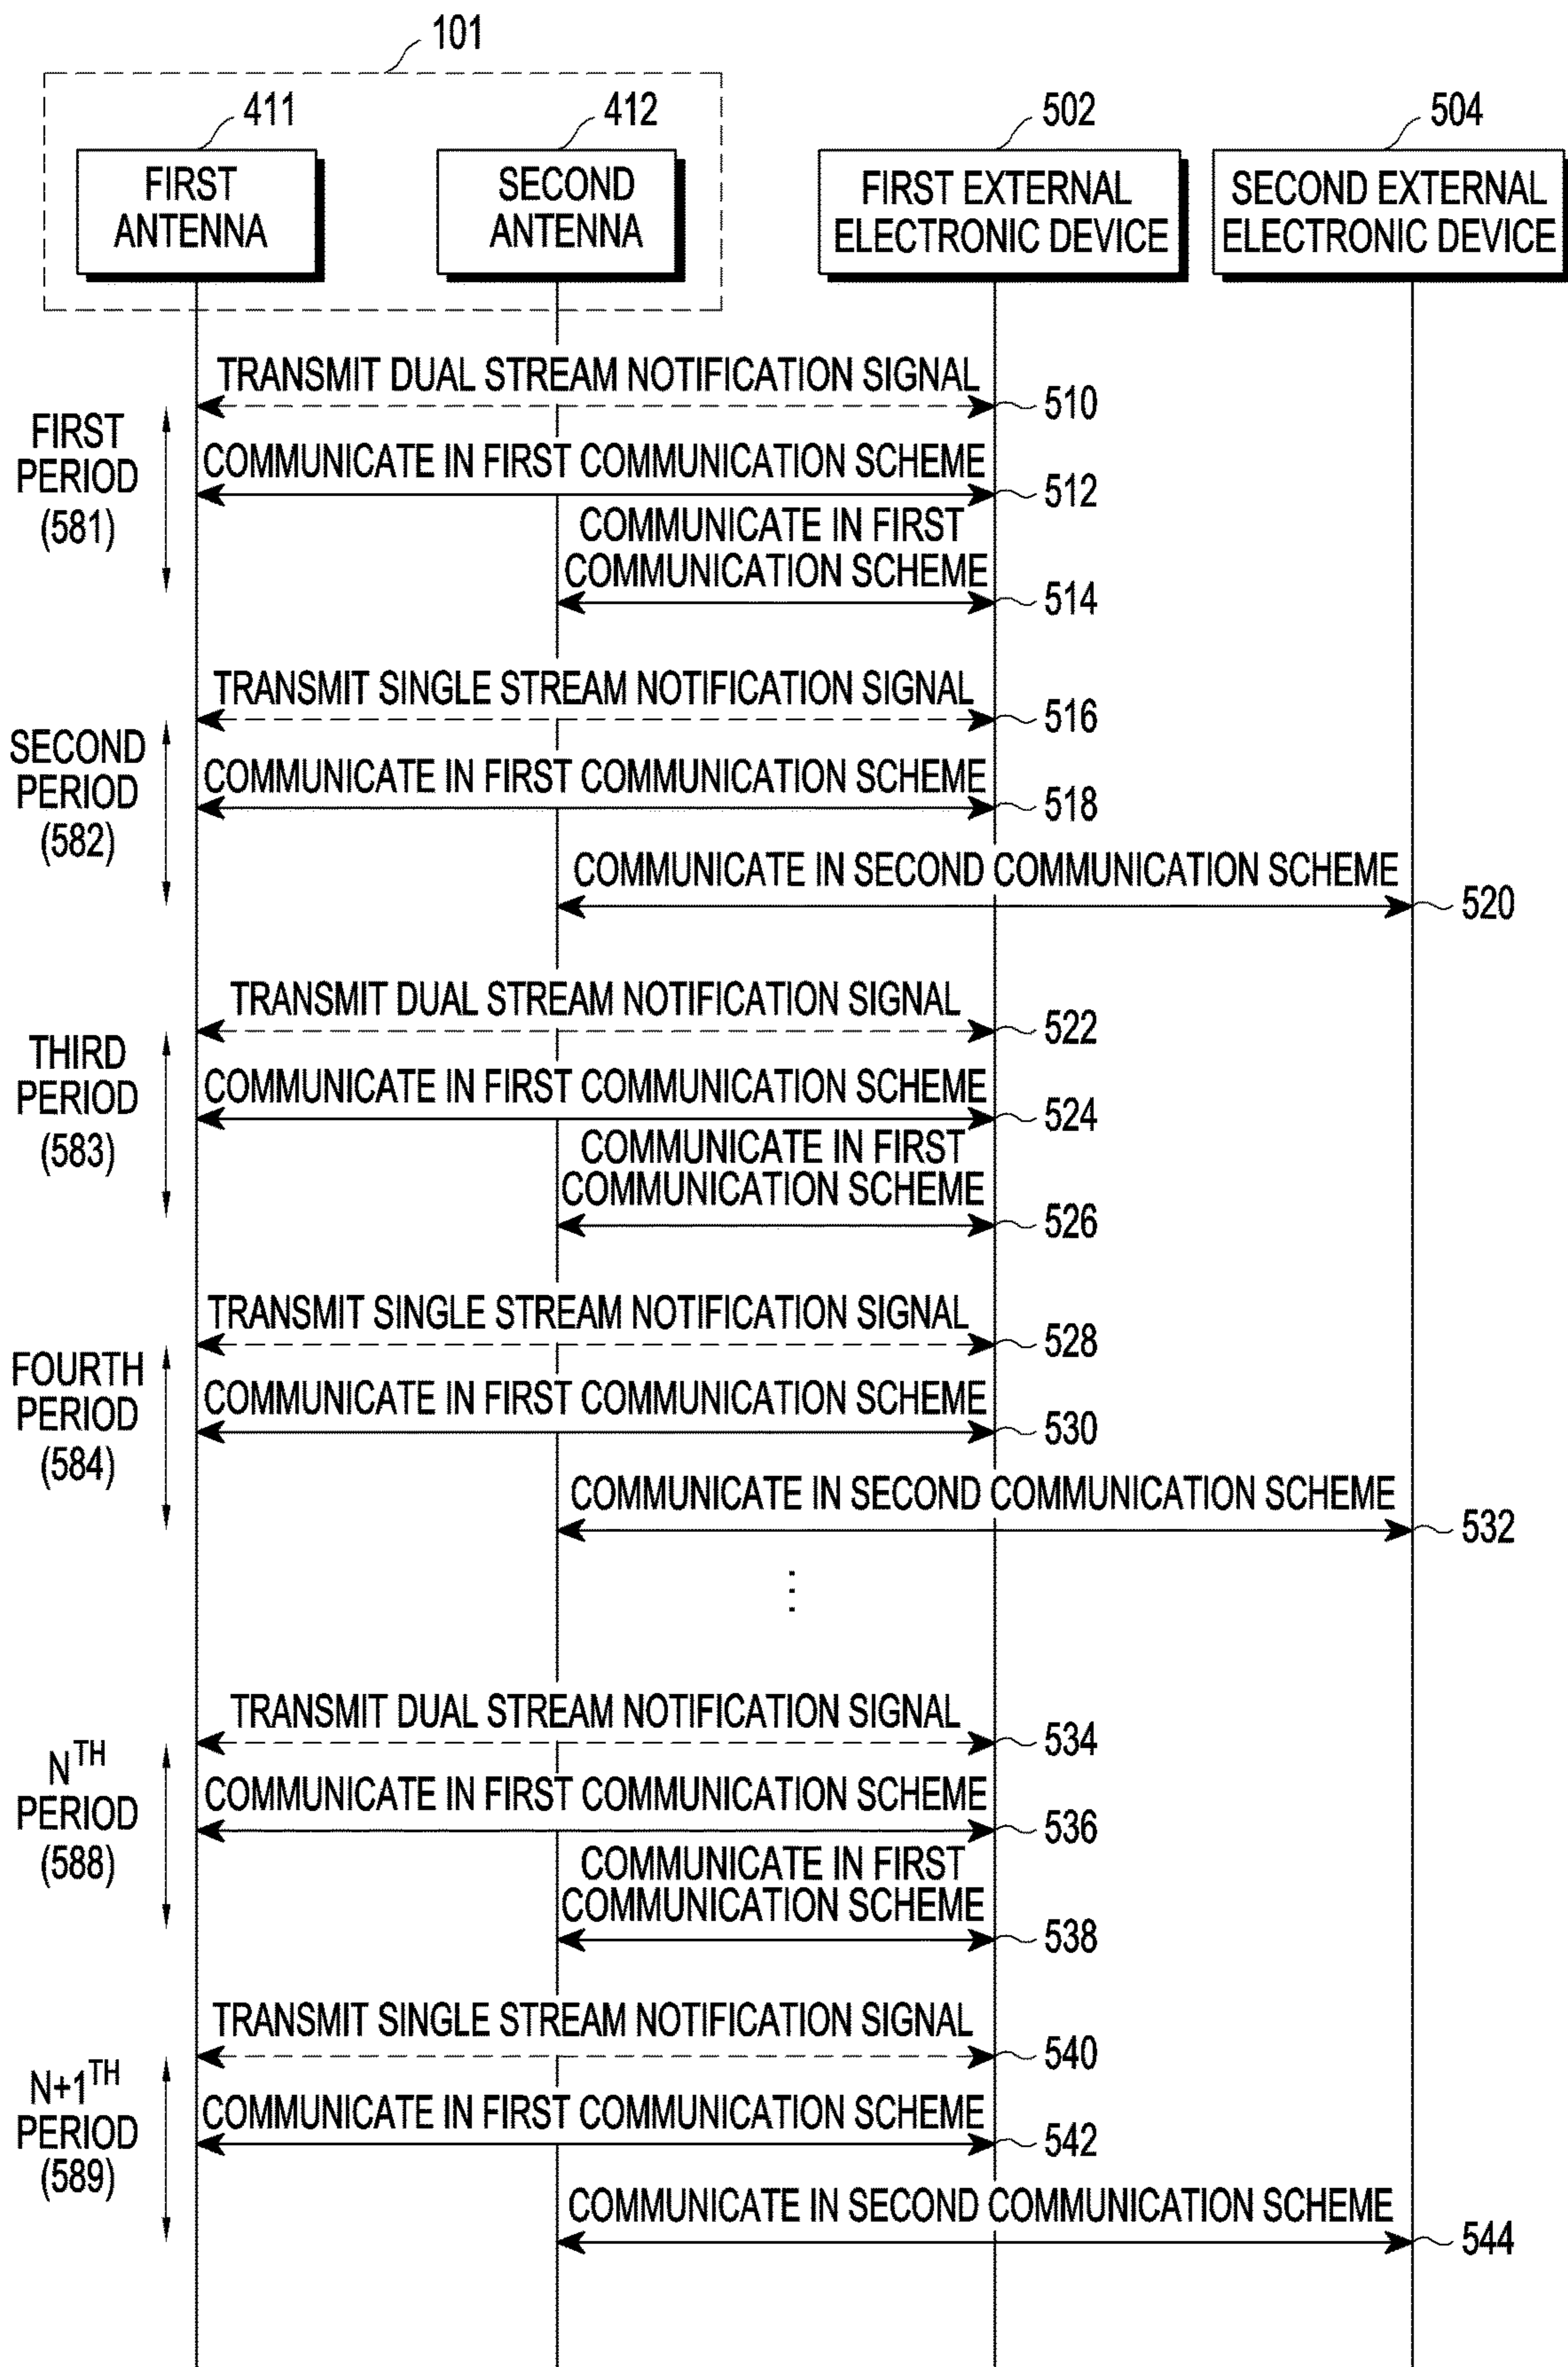 101
411
412
502
504
FIRST
ANTENNA
SECOND
ANTENNA
FIRST EXTERNAL
ELECTRONIC DEVICE
SECOND EXTERNAL
ELECTRONIC DEVICE
TRANSMIT DUAL STREAM NOTIFICATION SIGNAL
510
FIRST
PERIOD
(581)
COMMUNICATE IN FIRST COMMUNICATION SCHEME
512
COMMUNICATE IN FIRST
COMMUNICATION SCHEME
514
TRANSMIT SINGLE STREAM NOTIFICATION SIGNAL
516
SECOND
PERIOD
(582)
COMMUNICATE IN FIRST COMMUNICATION SCHEME
518
COMMUNICATE IN SECOND COMMUNICATION SCHEME
520
TRANSMIT DUAL STREAM NOTIFICATION SIGNAL
522
THIRD
PERIOD
(583)
COMMUNICATE IN FIRST COMMUNICATION SCHEME
524
COMMUNICATE IN FIRST
COMMUNICATION SCHEME
526
TRANSMIT SINGLE STREAM NOTIFICATION SIGNAL
528
FOURTH
PERIOD
(584)
COMMUNICATE IN FIRST COMMUNICATION SCHEME
530
COMMUNICATE IN SECOND COMMUNICATION SCHEME
532
⋮
TRANSMIT DUAL STREAM NOTIFICATION SIGNAL
534
N^TH
PERIOD
(588)
COMMUNICATE IN FIRST COMMUNICATION SCHEME
536
COMMUNICATE IN FIRST
COMMUNICATION SCHEME
538
TRANSMIT SINGLE STREAM NOTIFICATION SIGNAL
540
N+1^TH
PERIOD
(589)
COMMUNICATE IN FIRST COMMUNICATION SCHEME
542
COMMUNICATE IN SECOND COMMUNICATION SCHEME
544